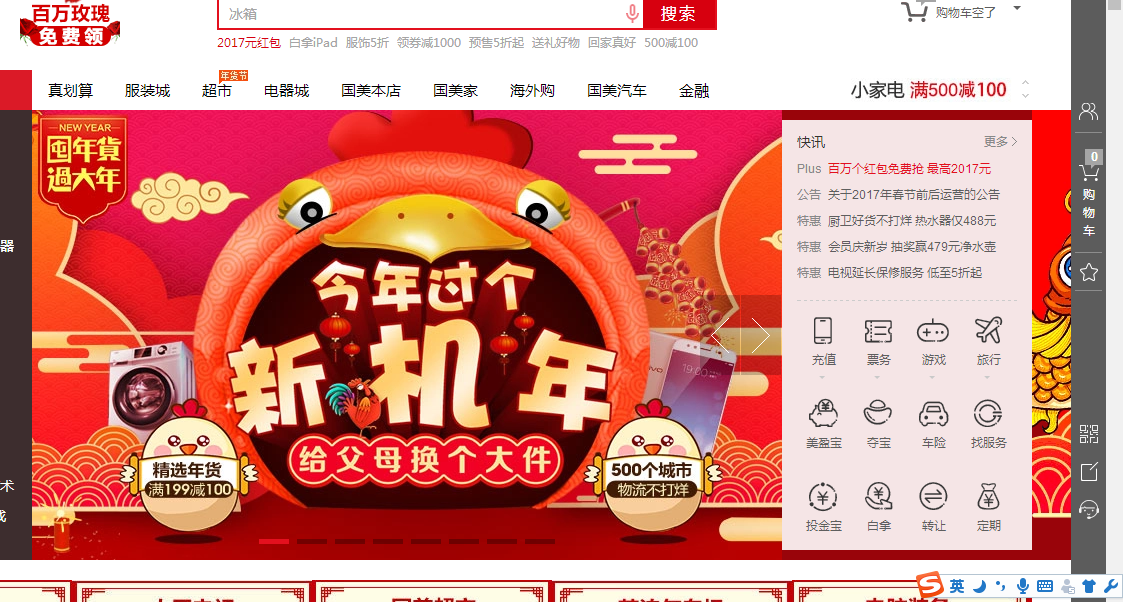 百万玫瑰
免费领
冰箱
搜索
购物车空了
2017元红包 白拿iPad 服饰5折 领券减1000 预售5折起 送礼好物 回家真好 500减100
年货节
真划算 服装城 超市 电器城 国美本店 国美家 海外购 国美汽车 金融
小家电 满500减100
NEW YEAR
囤年貨
過大年
器
术
今年过个
新机年
给父母换个大件
精选年货
满199减100
500个城市
物流不打烊
vivo
19:00
快讯 更多
Plus 百万个红包免费抢 最高2017元
公告 关于2017年春节前后运营的公告
特惠 厨卫好货不打烊 热水器仅488元
特惠 会员庆新岁 抽奖赢479元净水壶
特惠 电视延长保修服务 低至5折起
充值 票务 游戏 旅行
美盈宝 夺宝 车险 找服务
投金宝 白拿 转让 定期
0
购
物
车
英